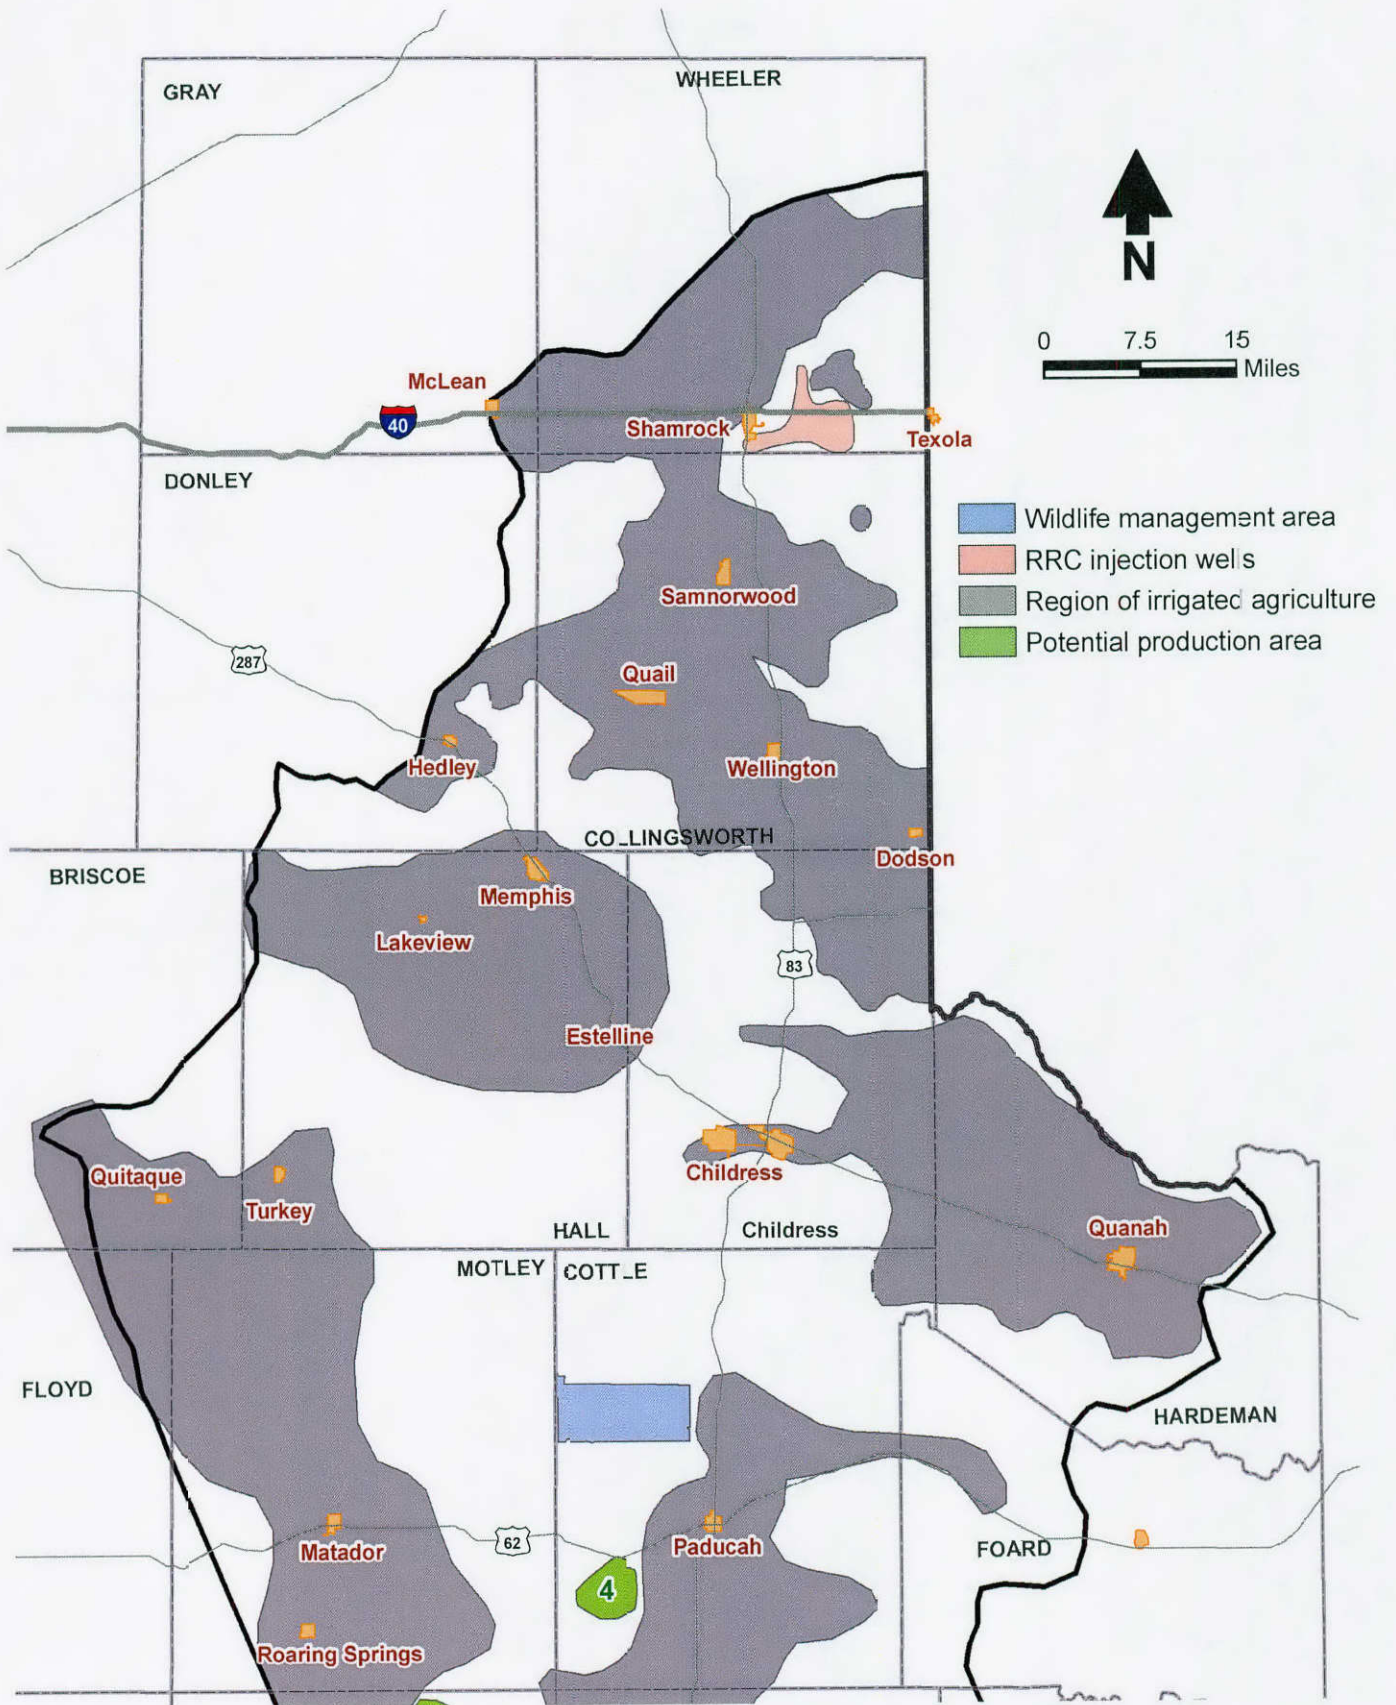 GRAY
WHEELER
N
0 7.5 15
Miles
McLean
40
Shamrock
Texola
DONLEY
Wildlife management area
RRC injection wells
Region of irrigated agriculture
Potential production area
Samnorwood
287
Quail
Hedley
Wellington
CO_LINGSWORTH
Dodson
BRISCOE
Memphis
Lakeview
83
Estelline
Quitaque
Childress
Turkey
Quanah
HALL
Childress
MOTLEY
COTT_E
FLOYD
HARDEMAN
62
Matador
Paducah
FOARD
4
Roaring Springs